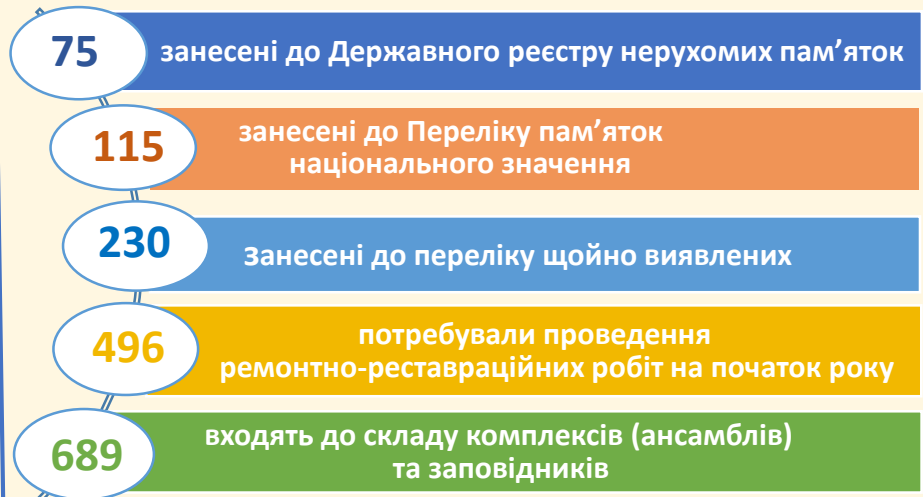 75
занесені до Державного реєстру нерухомих пам’яток
115
занесені до Переліку пам’яток
національного значення
230
Занесені до переліку щойно виявлених
496
потребували проведення
ремонтно-реставраційних робіт на початок року
689
входять до складу комплексів (ансамблів)
та заповідників